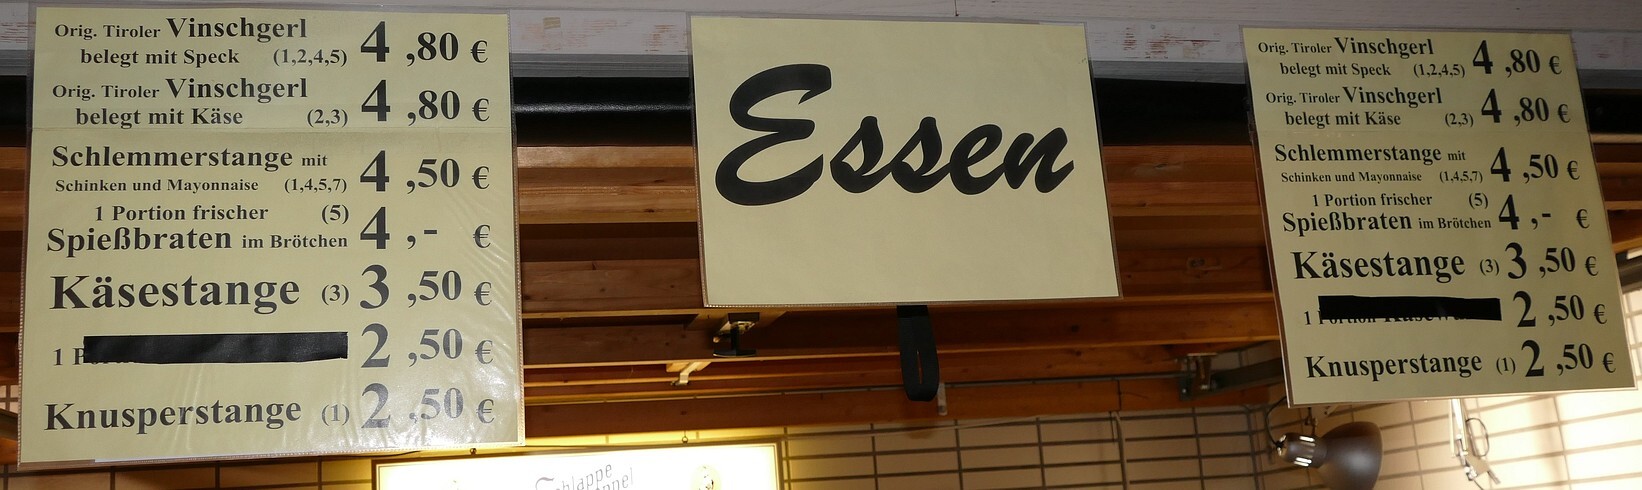 Orig. Tiroler Vinschgerl
belegt mit Speck (1,2,4,5) 4 ,80 €
Orig. Tiroler Vinschgerl
belegt mit Käse (2,3) 4 ,80 €
Schlemmerstange mit
Schinken und Mayonnaise (1,4,5,7) 4 ,50 €
1 Portion frischer (5)
Spießbraten im Brötchen 4 ,- €
Käsestange (3) 3 ,50 €
1 2 ,50 €
Knusperstange (1) 2 ,50 €
Essen
Orig. Tiroler Vinschgerl
belegt mit Speck (1,2,4,5) 4 ,80 €
Orig. Tiroler Vinschgerl
belegt mit Käse (2,3) 4 ,80 €
Schlemmerstange mit
Schinken und Mayonnaise (1,4,5,7) 4 ,50 €
1 Portion frischer (5)
Spießbraten im Brötchen 4 ,- €
Käsestange (3) 3 ,50 €
1 Portion 2 ,50 €
Knusperstange (1) 2 ,50 €